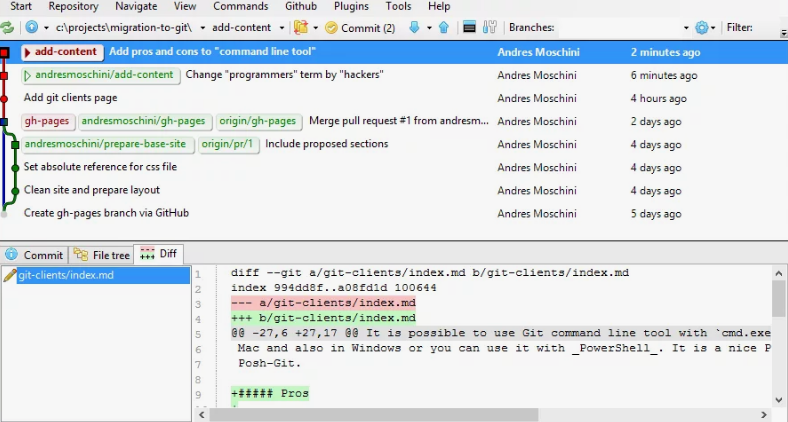 Start Repository Navigate View Commands Github Plugins Tools Help
c:\projects\migration-to-git\ add-content Commit (2) Branches: Filter:
add-content Add pros and cons to "command line tool" Andres Moschini 2 minutes ago
andresmoschini/add-content Change "programmers" term by "hackers" Andres Moschini 6 minutes ago
Add git clients page Andres Moschini 4 hours ago
gh-pages andresmoschini/gh-pages origin/gh-pages Merge pull request #1 from andresm... Andres Moschini 2 days ago
andresmoschini/prepare-base-site origin/pr/1 Include proposed sections Andres Moschini 4 days ago
Set absolute reference for css file Andres Moschini 4 days ago
Clean site and prepare layout Andres Moschini 4 days ago
Create gh-pages branch via GitHub Andres Moschini 5 days ago
Commit File tree Diff
git-clients/index.md
1 diff --git a/git-clients/index.md b/git-clients/index.md
2 index 994dd8f..a08fd1d 100644
3 --- a/git-clients/index.md
4 +++ b/git-clients/index.md
5 @@ -27,6 +27,17 @@ It is possible to use Git command line tool with `cmd.exe
6 Mac and also in Windows or you can use it with _PowerShell_. It is a nice P
7 Posh-Git.
8
9 +##### Pros